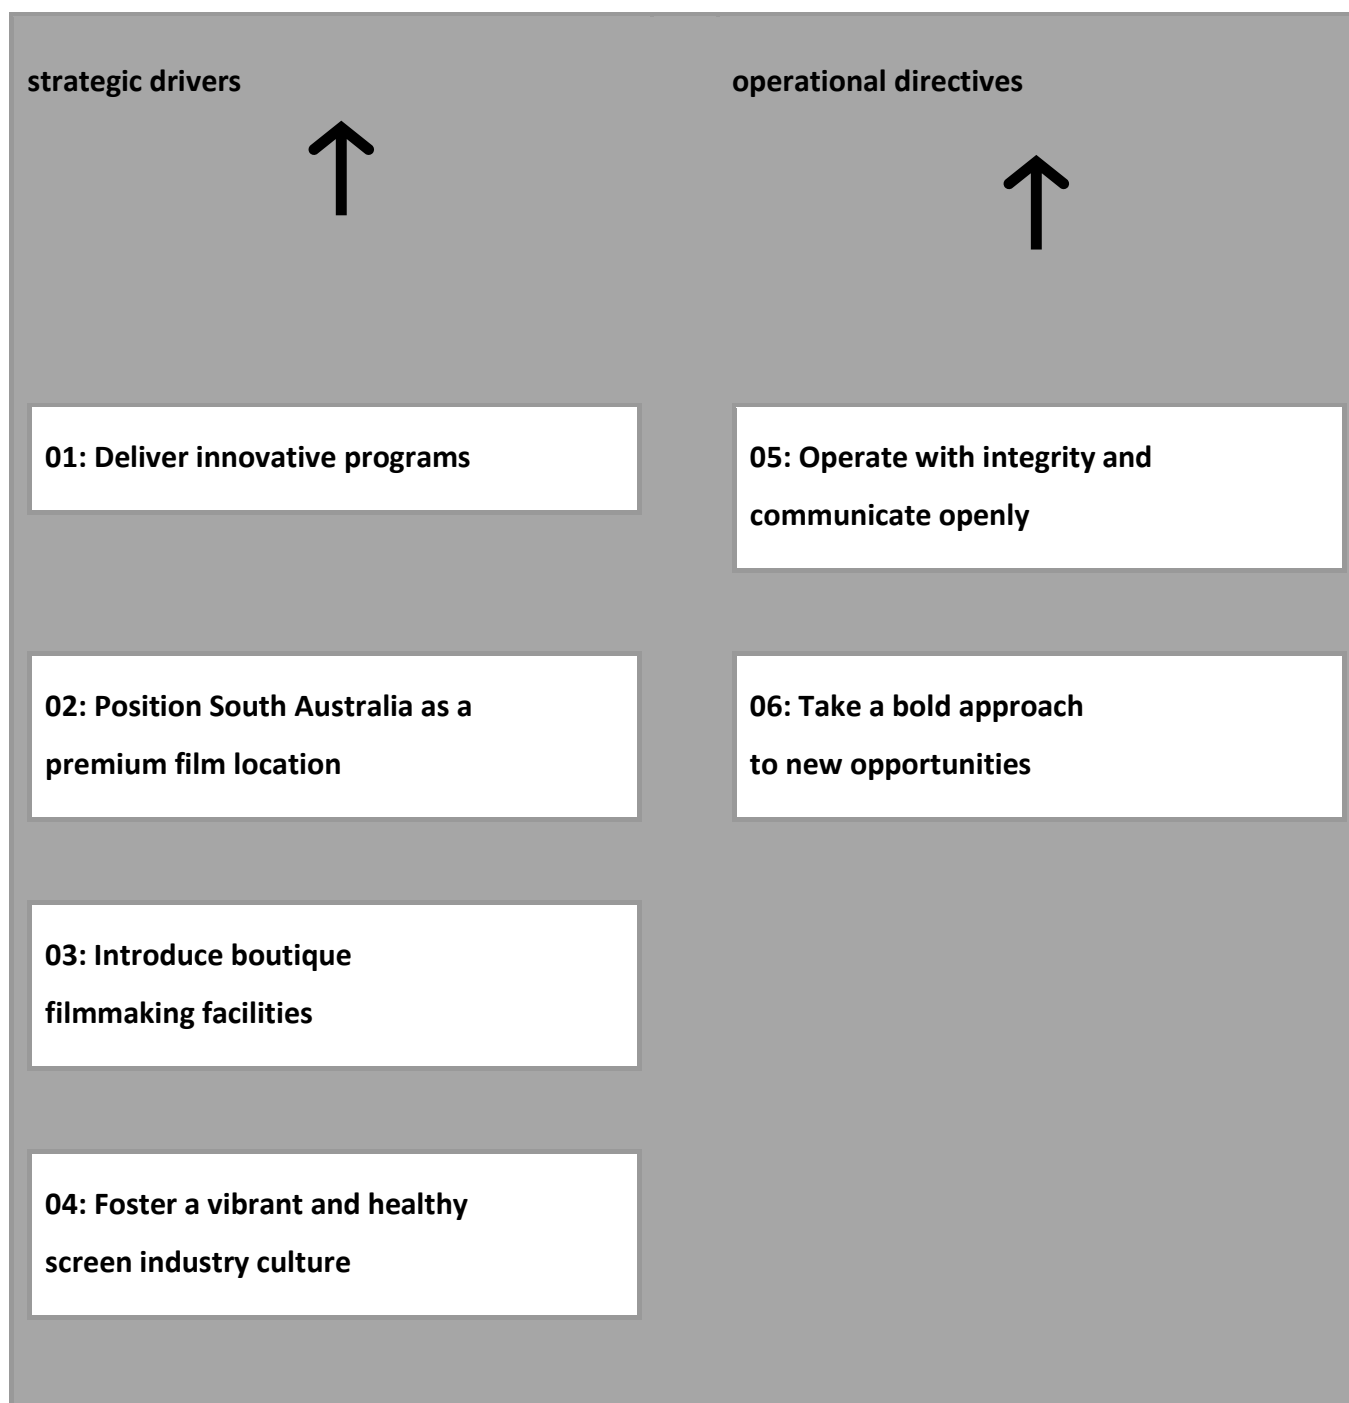 strategic drivers
01: Deliver innovative programs
02: Position South Australia as a
premium film location
03: Introduce boutique
filmmaking facilities
04: Foster a vibrant and healthy
screen industry culture
operational directives
05: Operate with integrity and
communicate openly
06: Take a bold approach
to new opportunities